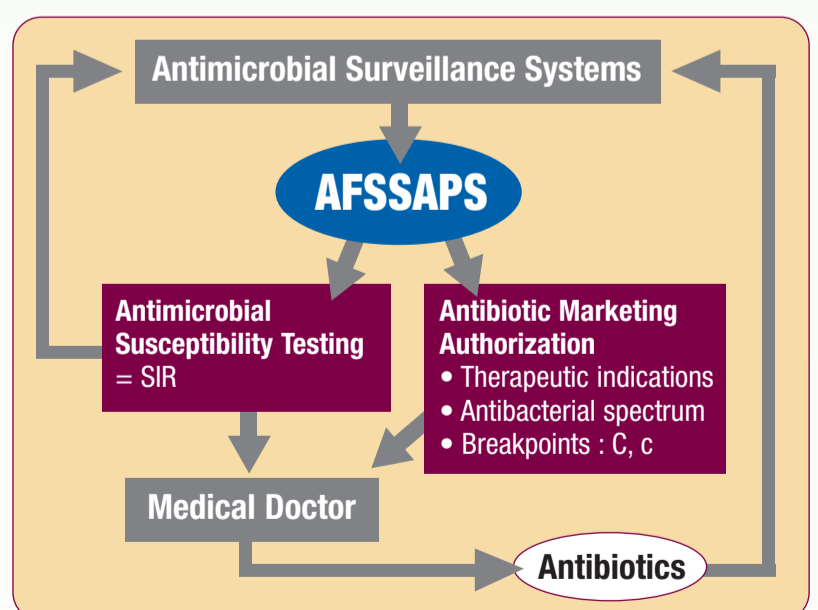 Antimicrobial Surveillance Systems
AFSSAPS
Antimicrobial
Susceptibility Testing
= SIR
Antibiotic Marketing
Authorization
• Therapeutic indications
• Antibacterial spectrum
• Breakpoints : C, c
Medical Doctor
Antibiotics